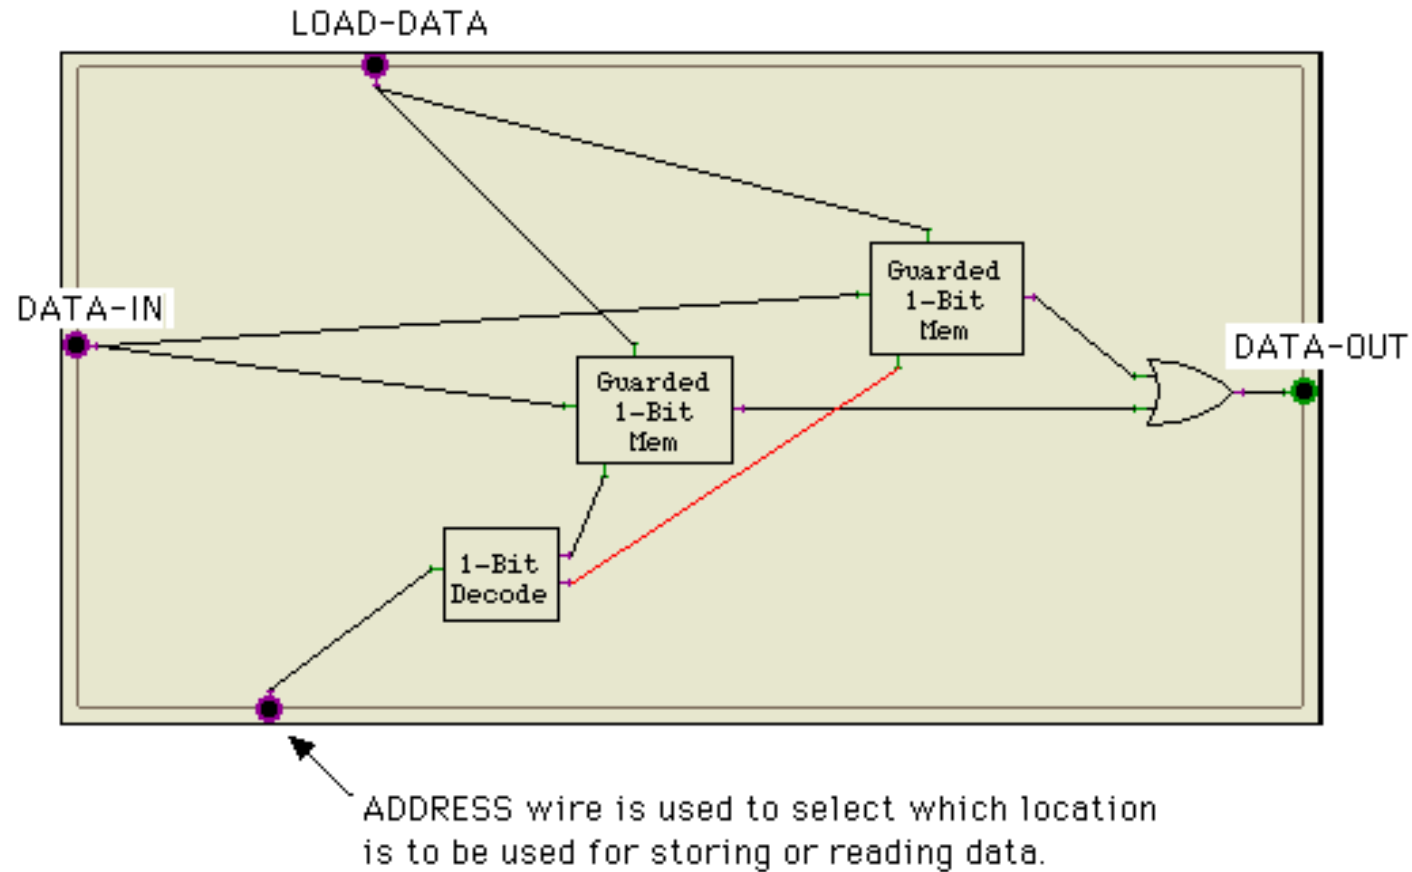 LOAD-DATA
Guarded
1-Bit
Mem
DATA-IN
DATA-OUT
Guarded
1-Bit
Mem
1-Bit
Decode
ADDRESS wire is used to select which location
is to be used for storing or reading data.